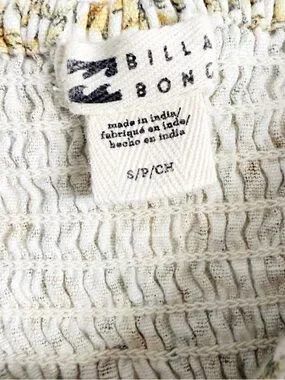 BILLA
BONG
made in india/
fabriqué en inde/
hecho en india
S/P/CH